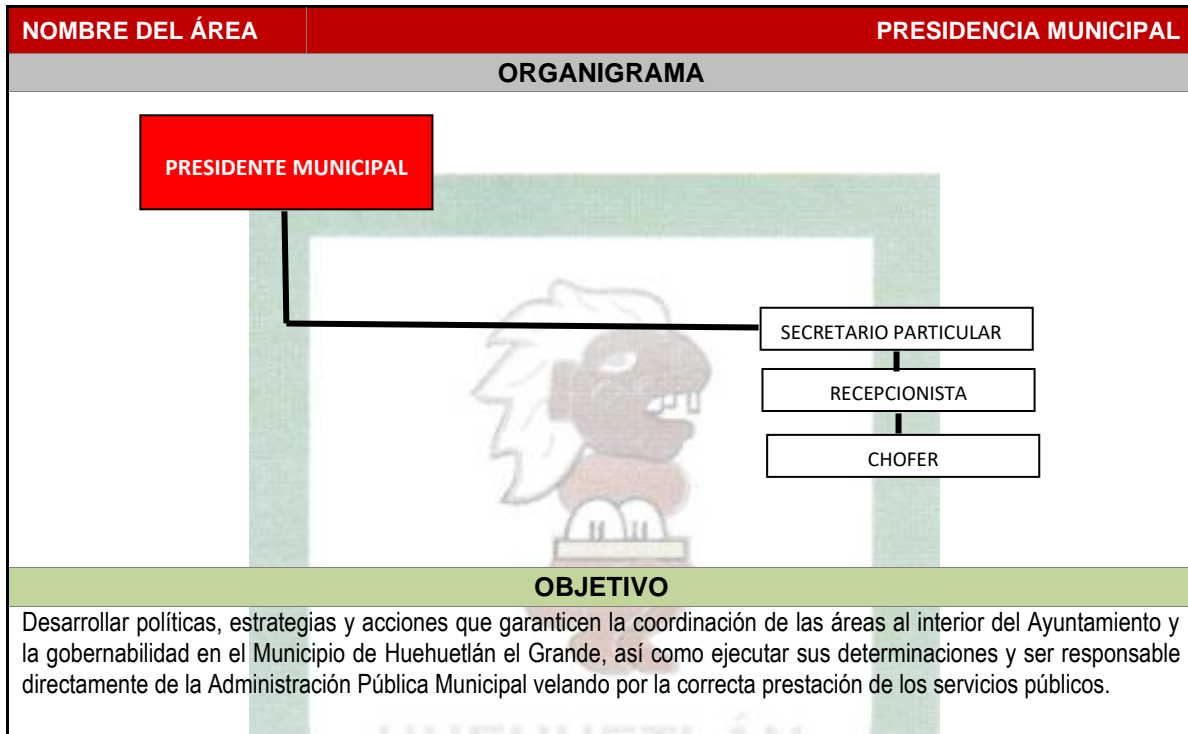 NOMBRE DEL ÁREA PRESIDENCIA MUNICIPAL
ORGANIGRAMA
PRESIDENTE MUNICIPAL
SECRETARIO PARTICULAR
RECEPCIONISTA
CHOFER
OBJETIVO
Desarrollar políticas, estrategias y acciones que garanticen la coordinación de las áreas al interior del Ayuntamiento y
la gobernabilidad en el Municipio de Huehuetlán el Grande, así como ejecutar sus determinaciones y ser responsable
directamente de la Administración Pública Municipal velando por la correcta prestación de los servicios públicos.